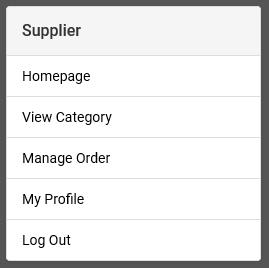 Supplier
Homepage
View Category
Manage Order
My Profile
Log Out